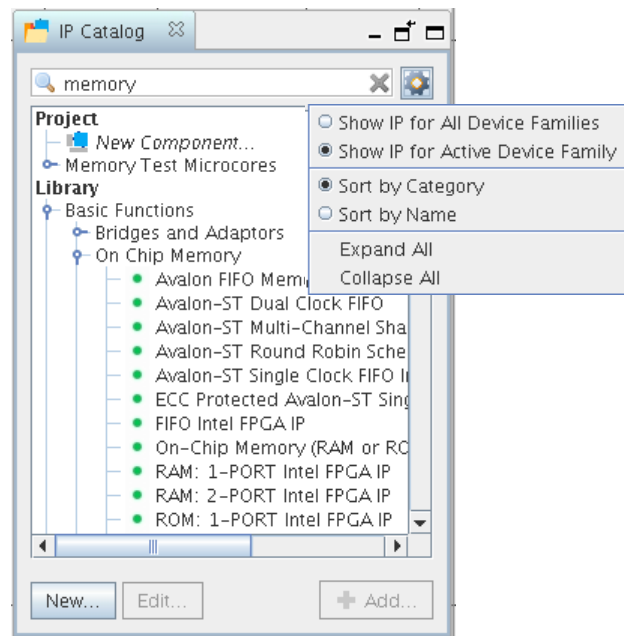 IP Catalog
memory
Project
New Component...
Memory Test Microcores
Library
Basic Functions
Bridges and Adaptors
On Chip Memory
Avalon FIFO Mem
Avalon-ST Dual Clock FIFO
Avalon-ST Multi-Channel Sha
Avalon-ST Round Robin Sche
Avalon-ST Single Clock FIFO I
ECC Protected Avalon-ST Sing
FIFO Intel FPGA IP
On-Chip Memory (RAM or RO
RAM: 1-PORT Intel FPGA IP
RAM: 2-PORT Intel FPGA IP
ROM: 1-PORT Intel FPGA IP
Show IP for All Device Families
Show IP for Active Device Family
Sort by Category
Sort by Name
Expand All
Collapse All
New...
Edit...
Add...